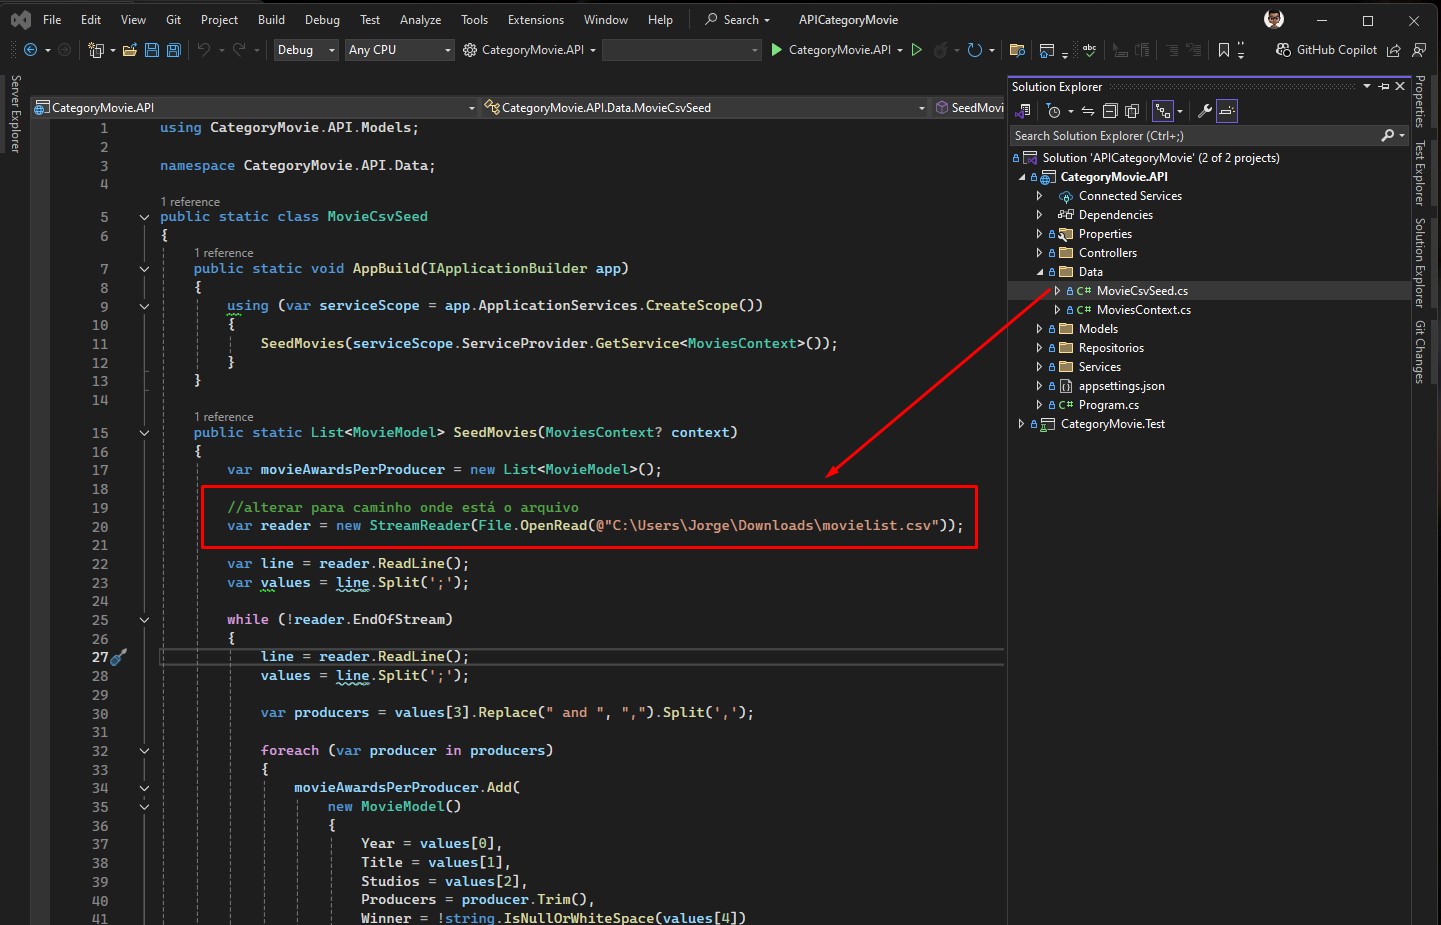 File Edit View Git Project Build Debug Test Analyze Tools Extensions Window Help Search APICategoryMovie
Debug Any CPU CategoryMovie.API CategoryMovie.API GitHub Copilot
Server Explorer
CategoryMovie.API CategoryMovie.API.Data.MovieCsvSeed SeedMovi
1 using CategoryMovie.API.Models;
2
3 namespace CategoryMovie.API.Data;
4
1 reference
5 public static class MovieCsvSeed
6 {
1 reference
7 public static void AppBuild(IApplicationBuilder app)
8 {
9 using (var serviceScope = app.ApplicationServices.CreateScope())
10 {
11 SeedMovies(serviceScope.ServiceProvider.GetService<MoviesContext>());
12 }
13 }
14
1 reference
15 public static List<MovieModel> SeedMovies(MoviesContext? context)
16 {
17 var movieAwardsPerProducer = new List<MovieModel>();
18
19 //alterar para caminho onde está o arquivo
20 var reader = new StreamReader(File.OpenRead(@"C:\Users\Jorge\Downloads\movielist.csv"));
21
22 var line = reader.ReadLine();
23 var values = line.Split(';');
24
25 while (!reader.EndOfStream)
26 {
27 line = reader.ReadLine();
28 values = line.Split(';');
29
30 var producers = values[3].Replace(" and ", ",").Split(',');
31
32 foreach (var producer in producers)
33 {
34 movieAwardsPerProducer.Add(
35 new MovieModel()
36 {
37 Year = values[0],
38 Title = values[1],
39 Studios = values[2],
40 Producers = producer.Trim(),
41 Winner = !string.IsNullOrWhiteSpace(values[4])
Solution Explorer
Search Solution Explorer (Ctrl+;)
Solution 'APICategoryMovie' (2 of 2 projects)
CategoryMovie.API
Connected Services
Dependencies
Properties
Controllers
Data
C# MovieCsvSeed.cs
C# MoviesContext.cs
Models
Repositorios
Services
appsettings.json
C# Program.cs
CategoryMovie.Test
Properties
Test Explorer
Solution Explorer
Git Changes